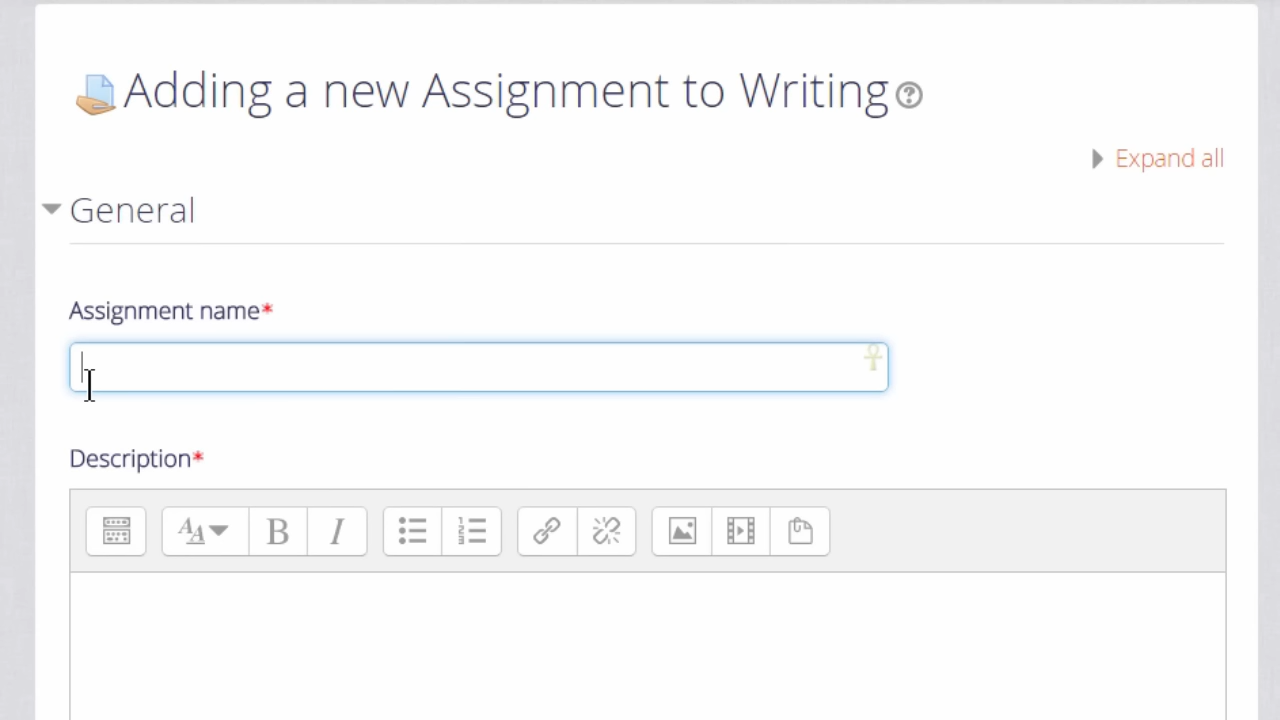 Adding a new Assignment to Writing
Expand all
General
Assignment name*
Description*